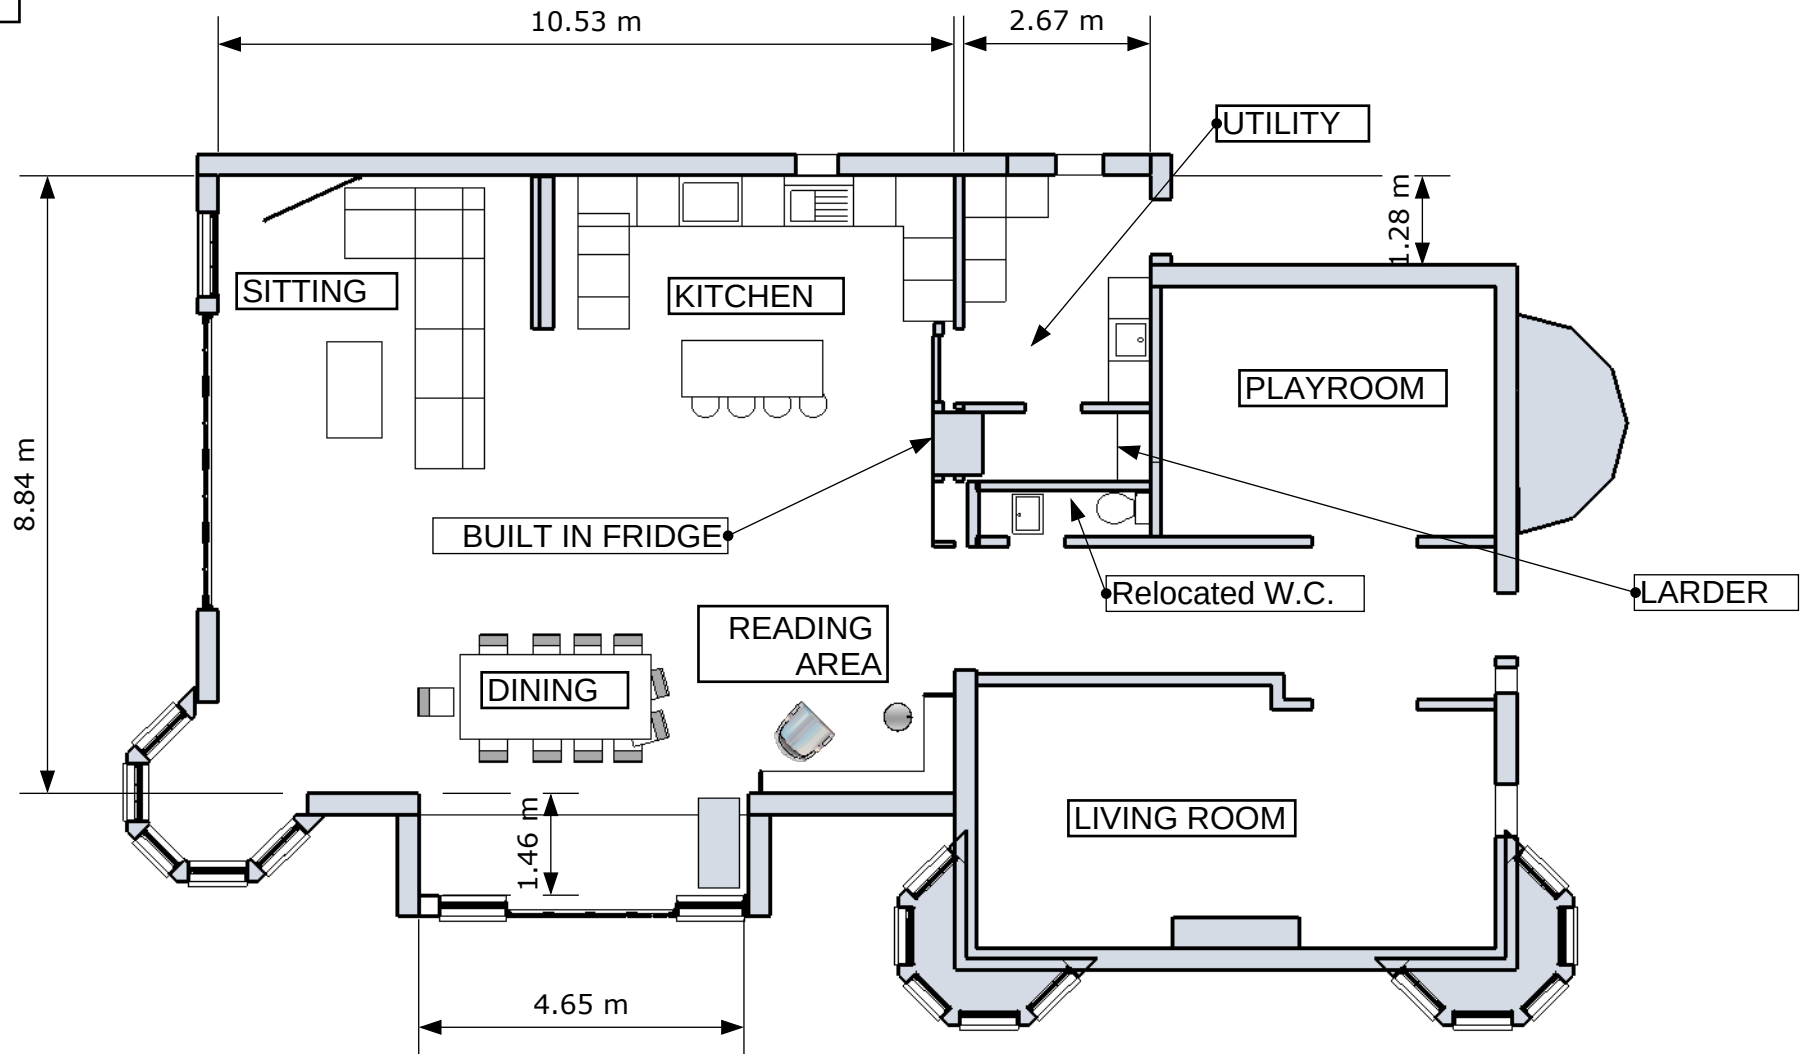 10.53 m
2.67 m
UTILITY
1.28 m
SITTING
KITCHEN
PLAYROOM
8.84 m
BUILT IN FRIDGE
Relocated W.C.
LARDER
READING
AREA
DINING
LIVING ROOM
1.46 m
4.65 m